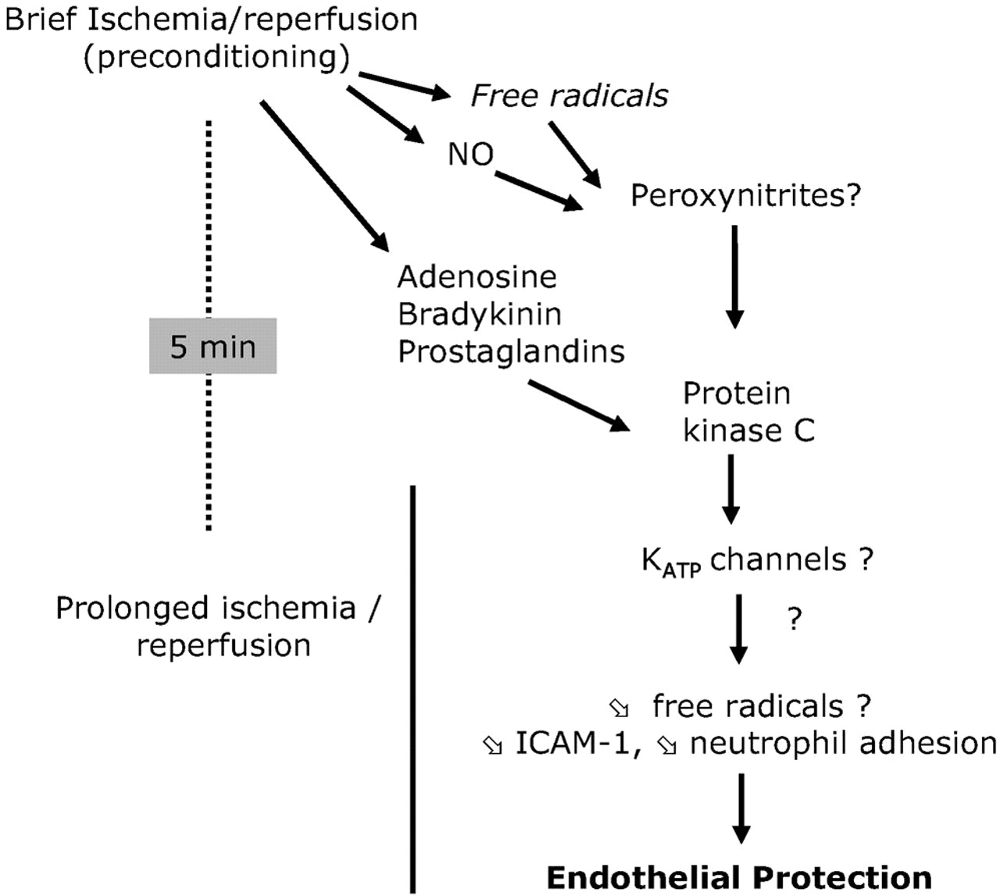 Brief Ischemia/reperfusion
(preconditioning)
Free radicals
NO
Peroxynitrites?
Adenosine
Bradykinin
Prostaglandins
5 min
Protein
kinase C
KATP channels ?
?
Prolonged ischemia /
reperfusion
⬂ free radicals ?
⬂ ICAM-1, ⬂ neutrophil adhesion
Endothelial Protection